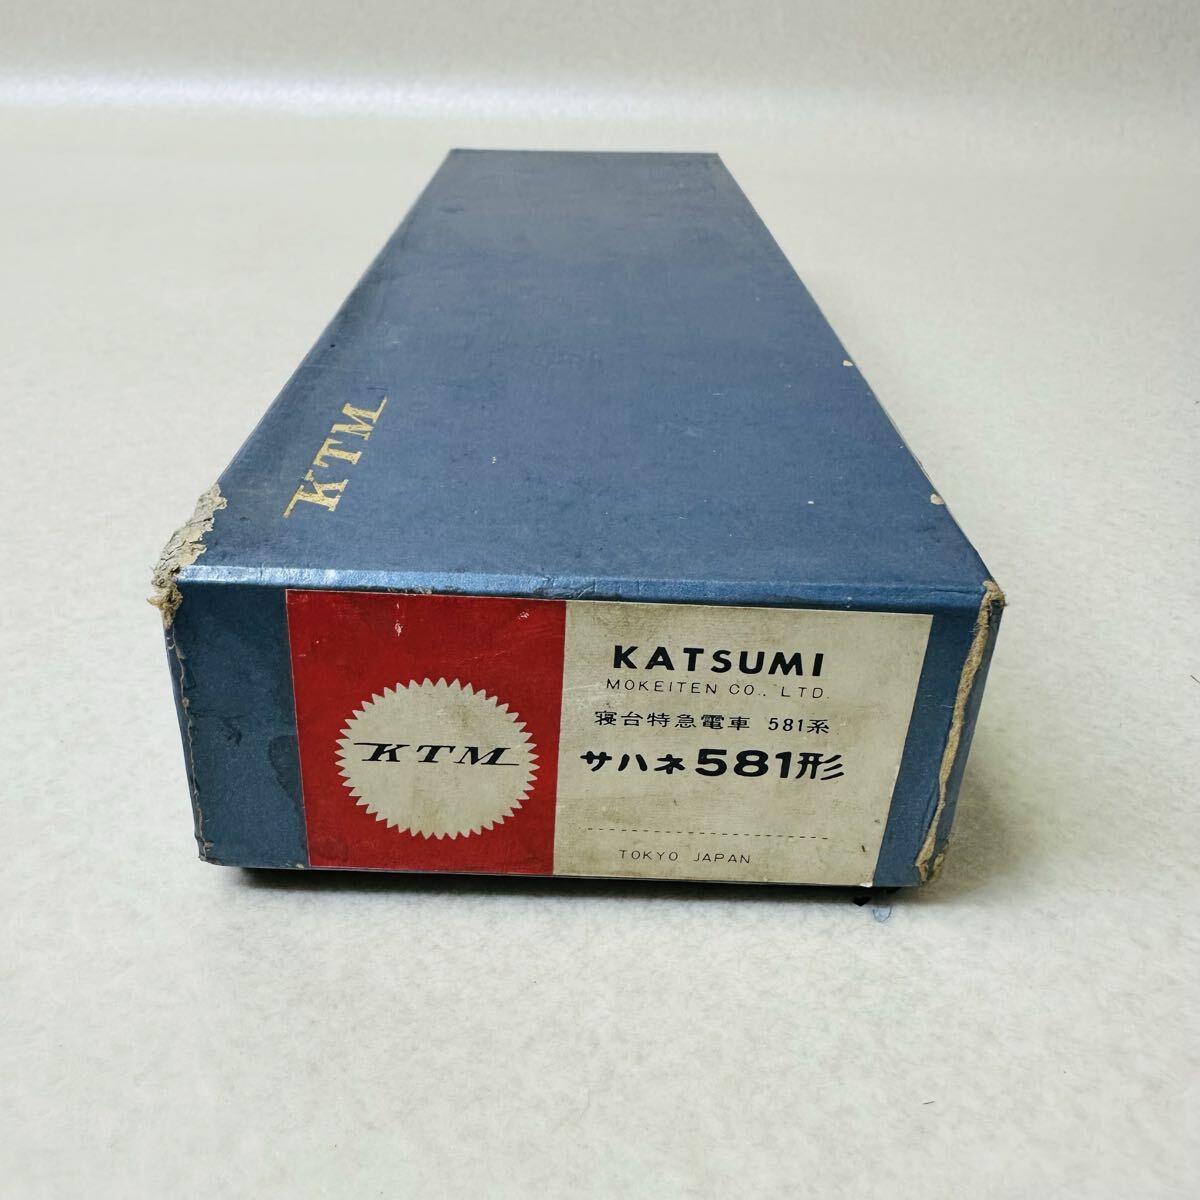 KTM
KTM
KATSUMI
MOKEITEN CO., LTD.
寝台特急電車 581系
サハネ581形
TOKYO JAPAN